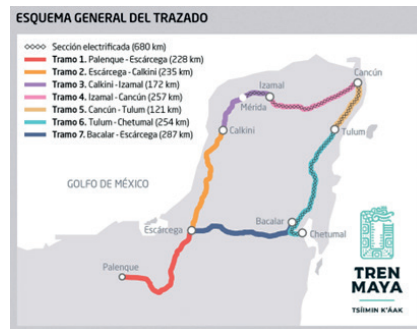 ESQUEMA GENERAL DEL TRAZADO
Sección electrificada (680 km)
Tramo 1. Palenque - Escárcega (228 km)
Tramo 2. Escárcega - Calkini (235 km)
Tramo 3. Calkini - Izamal (172 km)
Tramo 4. Izamal - Cancún (257 km)
Tramo 5. Cancún - Tulum (121 km)
Tramo 6. Tulum - Chetumal (254 km)
Tramo 7. Bacalar - Escárcega (287 km)
Cancún
Izamal
Mérida
Calkini
Tulum
GOLFO DE MÉXICO
Bacalar
Escárcega
Chetumal
Palenque
TREN
MAYA
TSÍIMIN K'ÁAK